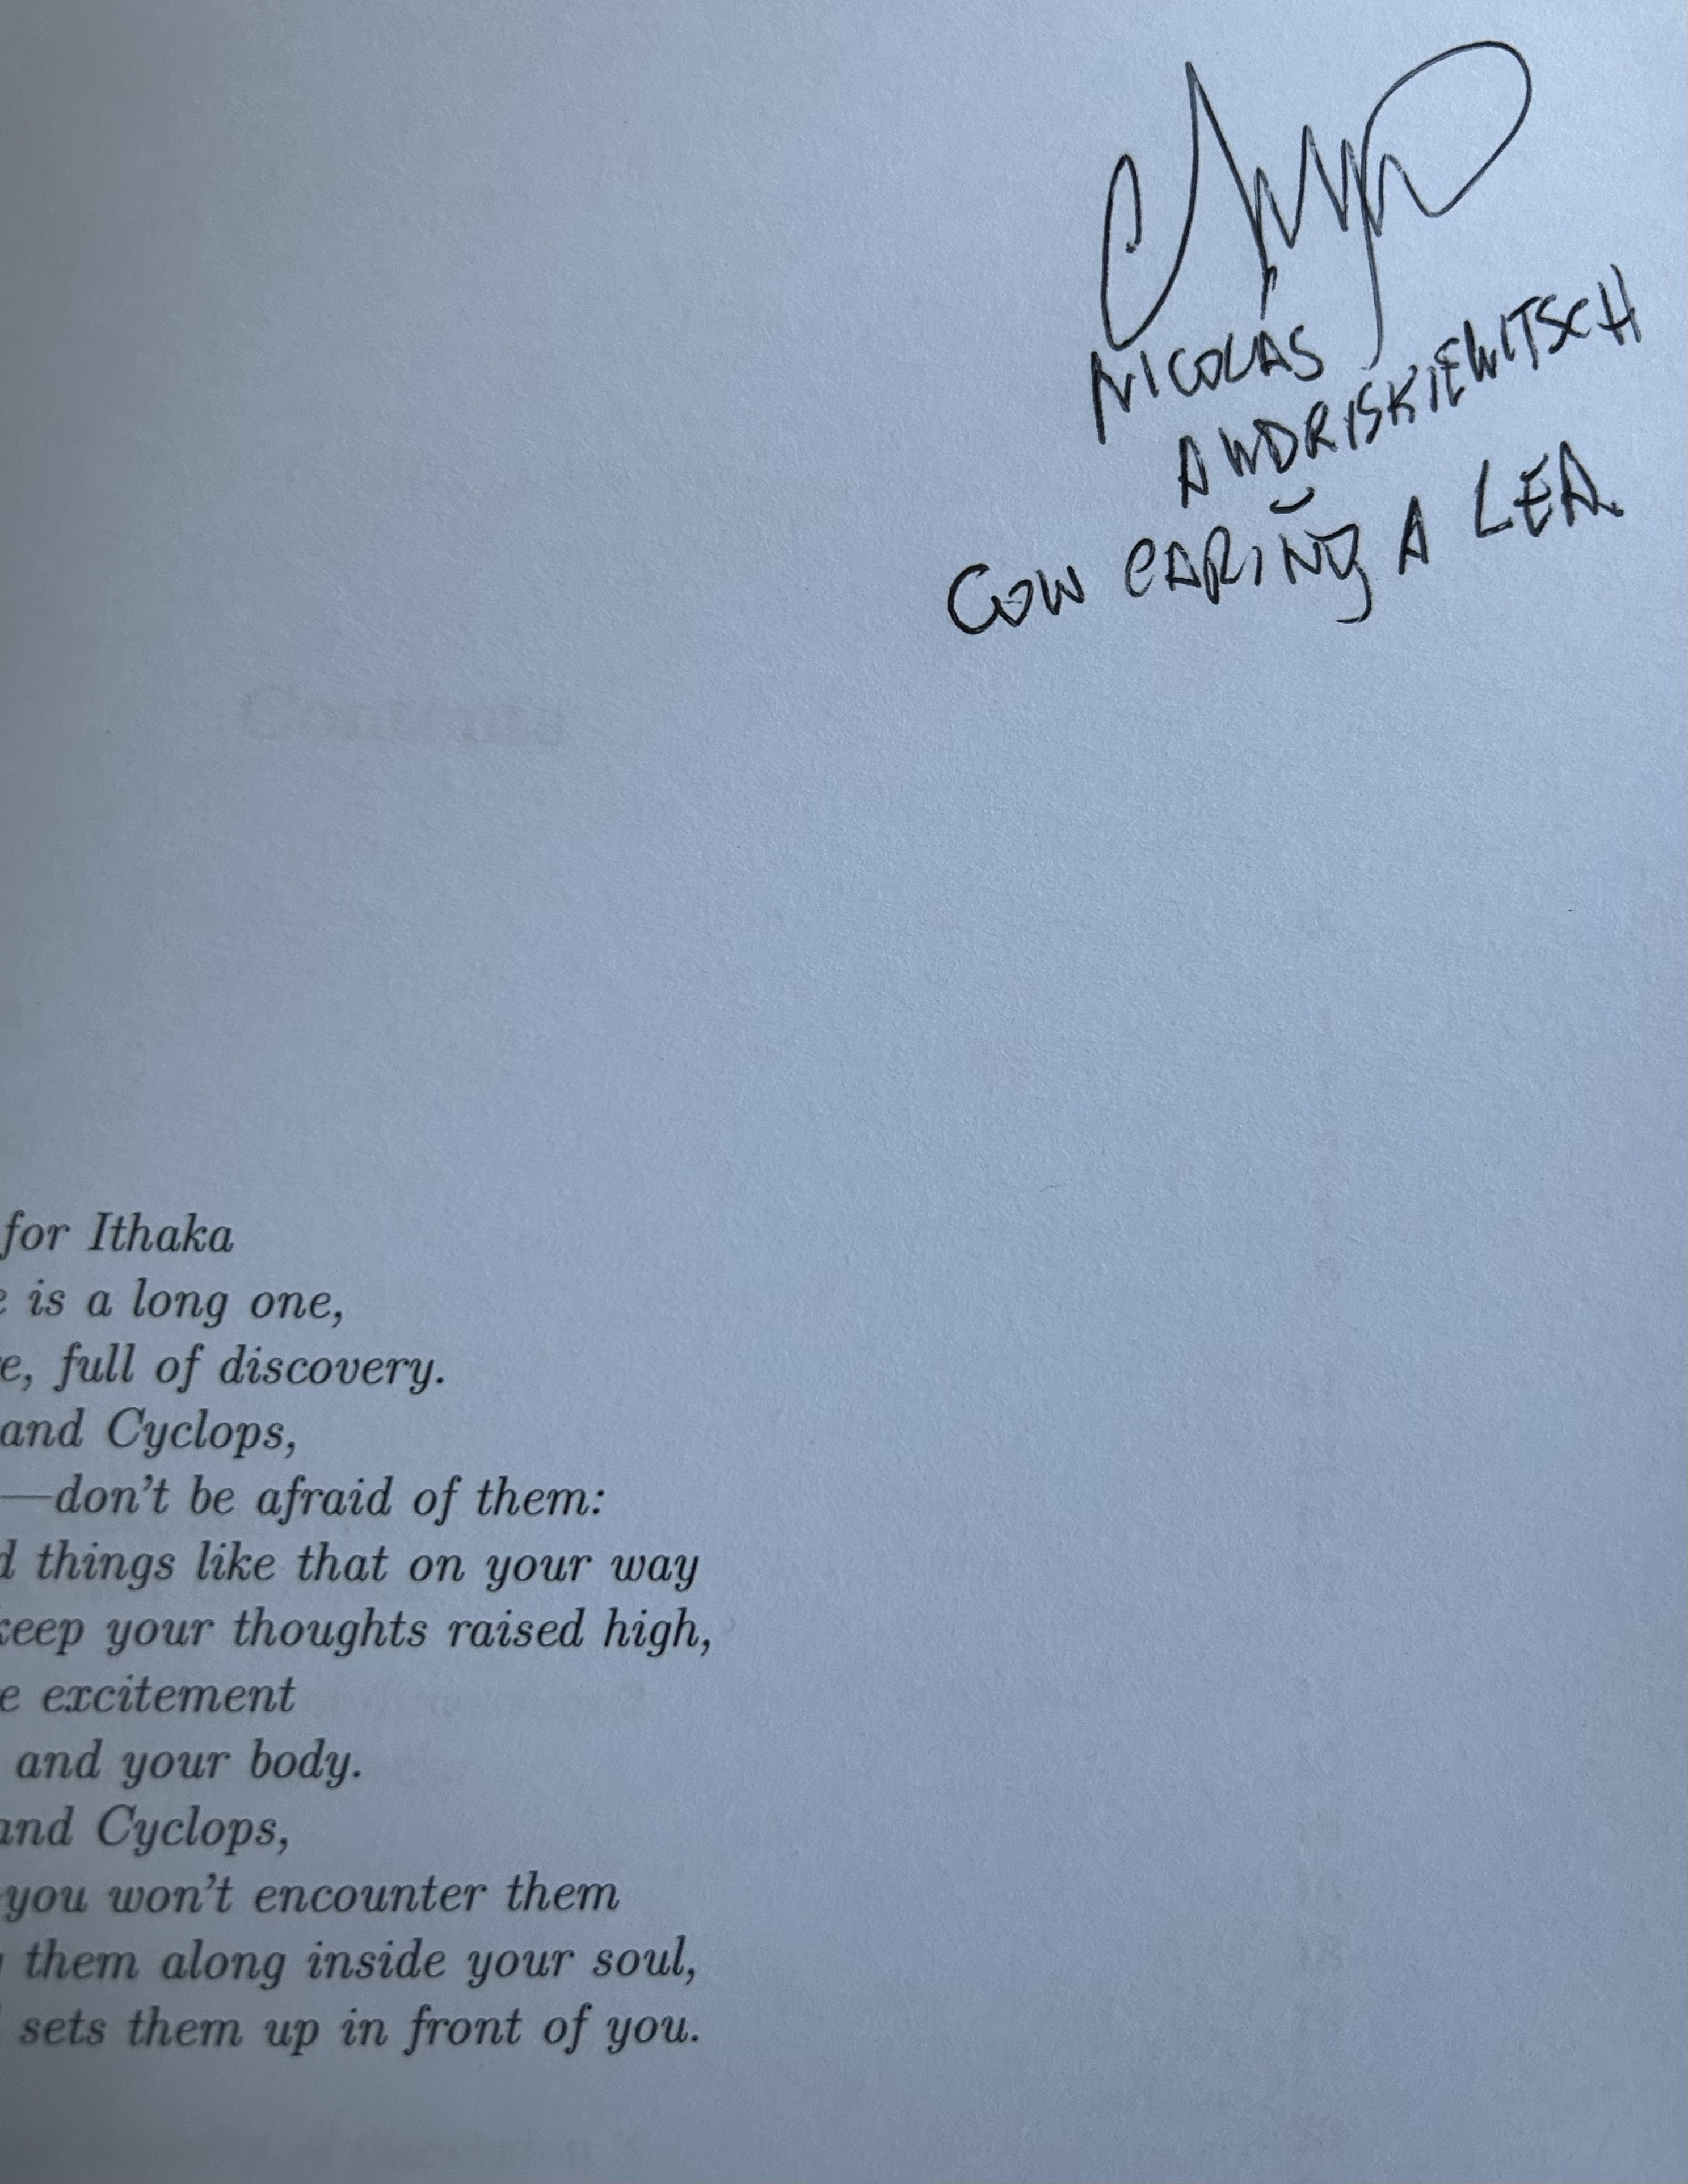 NICOLÁS
ANDRISKIEWITSCH
CON CARIÑO A LEA.
Contents
for Ithaka
is a long one,
e, full of discovery.
and Cyclops,
—don't be afraid of them:
d things like that on your way
keep your thoughts raised high,
e excitement
and your body.
and Cyclops,
you won't encounter them
them along inside your soul,
sets them up in front of you.